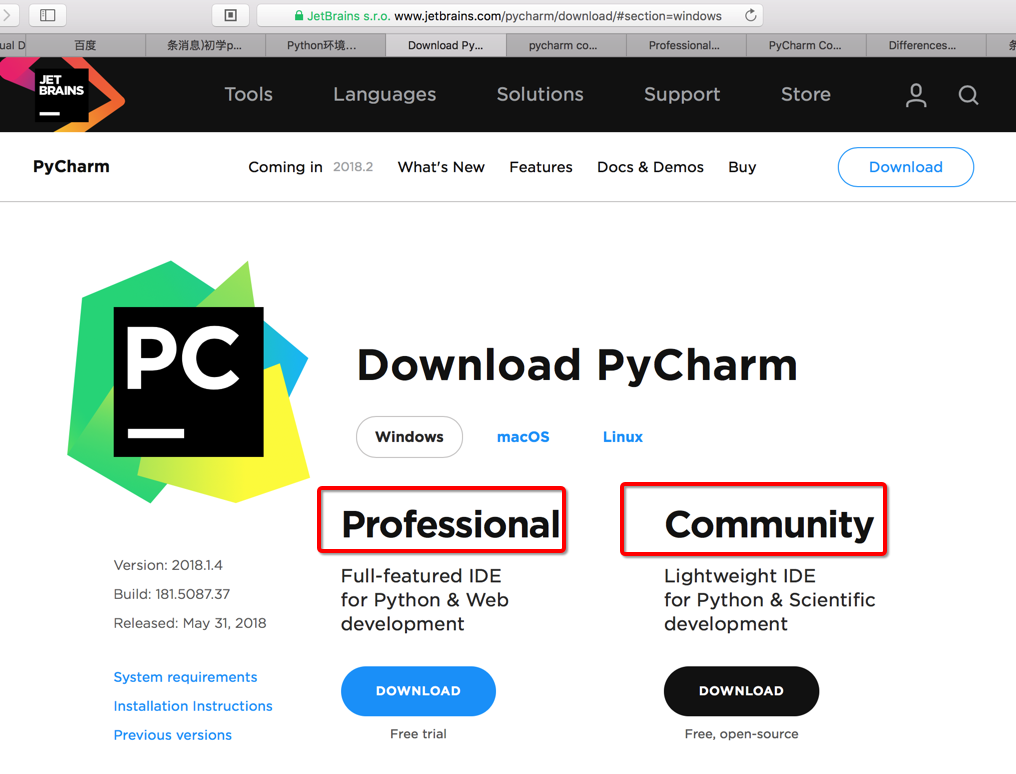 JetBrains s.r.o. www.jetbrains.com/pycharm/download/#section=windows
ual D 百度 条消息)初学p... Python环境... Download Py... pycharm co... Professional... PyCharm Co... Differences... 条
JET
BRAINS
Tools Languages Solutions Support Store
PyCharm Coming in 2018.2 What's New Features Docs & Demos Buy Download
PC
Download PyCharm
Windows macOS Linux
Professional
Full-featured IDE
for Python & Web
development
DOWNLOAD
Free trial
Community
Lightweight IDE
for Python & Scientific
development
DOWNLOAD
Free, open-source
Version: 2018.1.4
Build: 181.5087.37
Released: May 31, 2018
System requirements
Installation Instructions
Previous versions